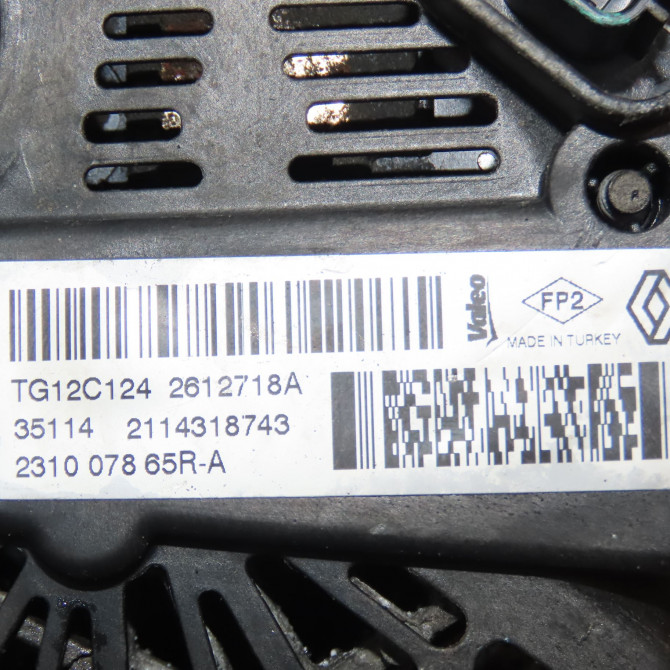 Valeo
FP2
MADE IN TURKEY
TG12C124 2612718A
35114 2114318743
2310 078 65R-A